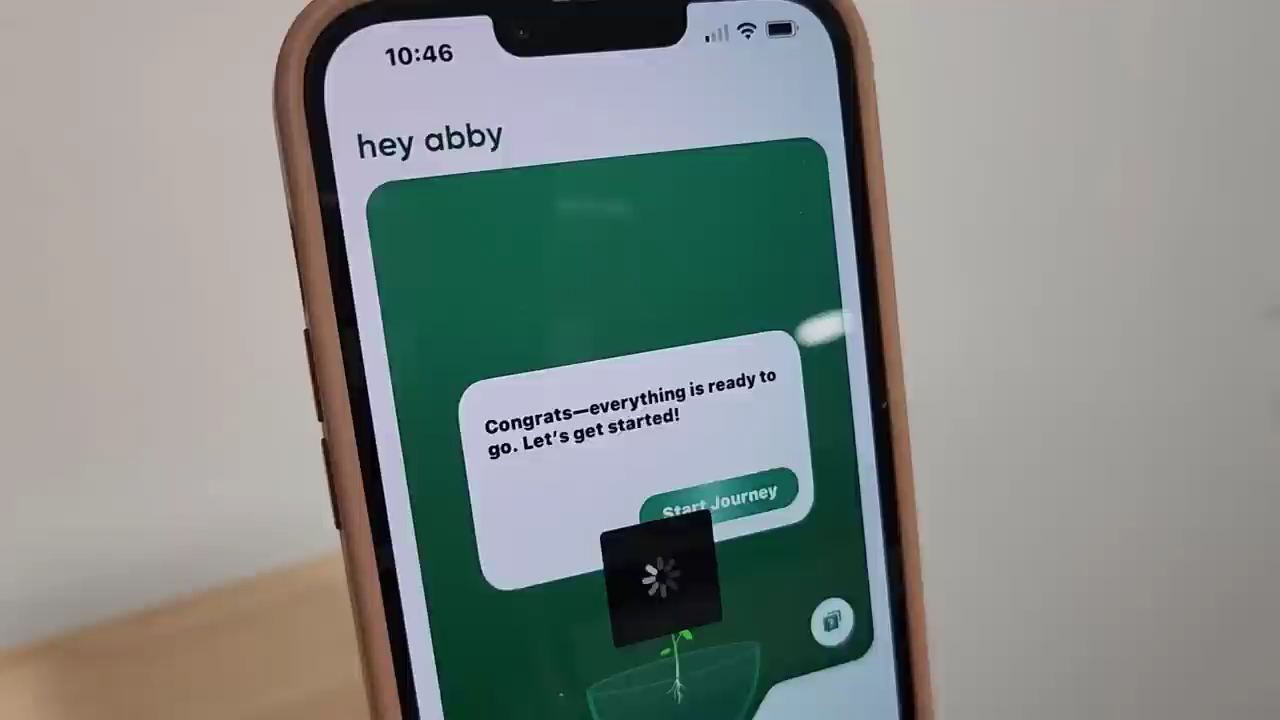 10:46
hey abby
Congrats—everything is ready to
go. Let's get started!
Start Journey